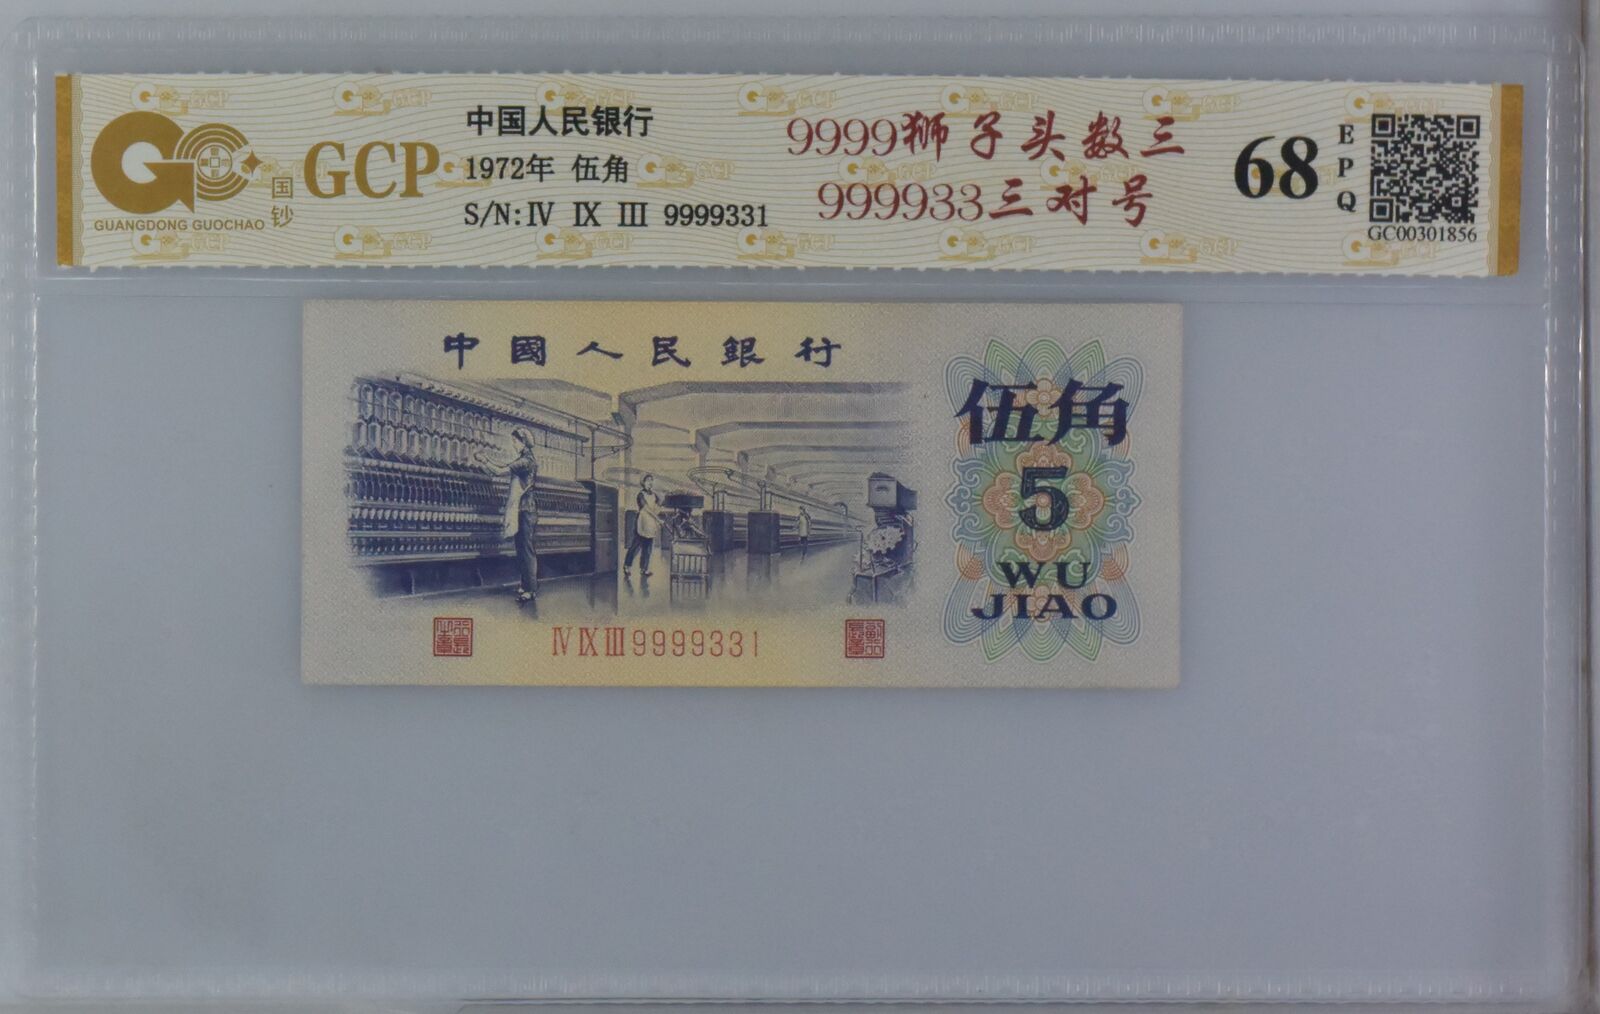 GCP
国钞
GUANGDONG GUOCHAO
中国人民银行
1972年 伍角
S/N: IV IX III 9999331
9999狮子头数三
999933三对号
68
EPQ
GC00301856
中國人民銀行
伍角
5
WU
JIAO
IV IX III 9999331